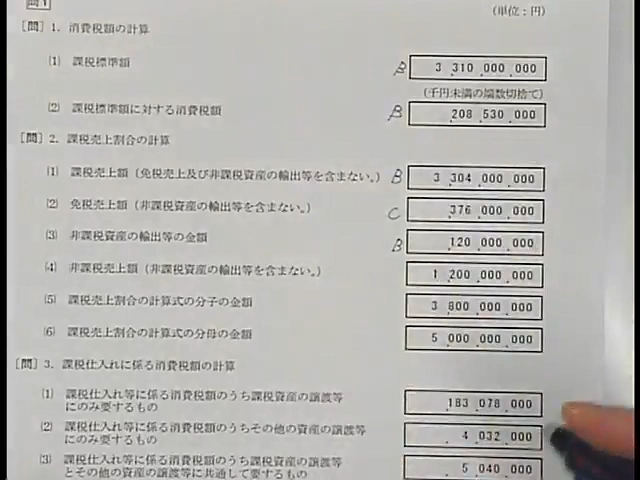 問1
(単位：円)
[問] 1. 消費税額の計算
(1) 課税標準額 β 3,310,000,000
(千円未満の端数切捨て)
(2) 課税標準額に対する消費税額 β 208,530,000
[問] 2. 課税売上割合の計算
(1) 課税売上額（免税売上及び非課税資産の輸出等を含まない。） B 3,304,000,000
(2) 免税売上額（非課税資産の輸出等を含まない。） C 376,000,000
(3) 非課税資産の輸出等の金額 B 120,000,000
(4) 非課税売上額（非課税資産の輸出等を含まない。） 1,200,000,000
(5) 課税売上割合の計算式の分子の金額 3,800,000,000
(6) 課税売上割合の計算式の分母の金額 5,000,000,000
[問] 3. 課税仕入れに係る消費税額の計算
(1) 課税仕入れ等に係る消費税額のうち課税資産の譲渡等
にのみ要するもの 183,078,000
(2) 課税仕入れ等に係る消費税額のうちその他の資産の譲渡等
にのみ要するもの 4,032,000
(3) 課税仕入れ等に係る消費税額のうち課税資産の譲渡等
とその他の資産の譲渡等に共通して要するもの 5,040,000